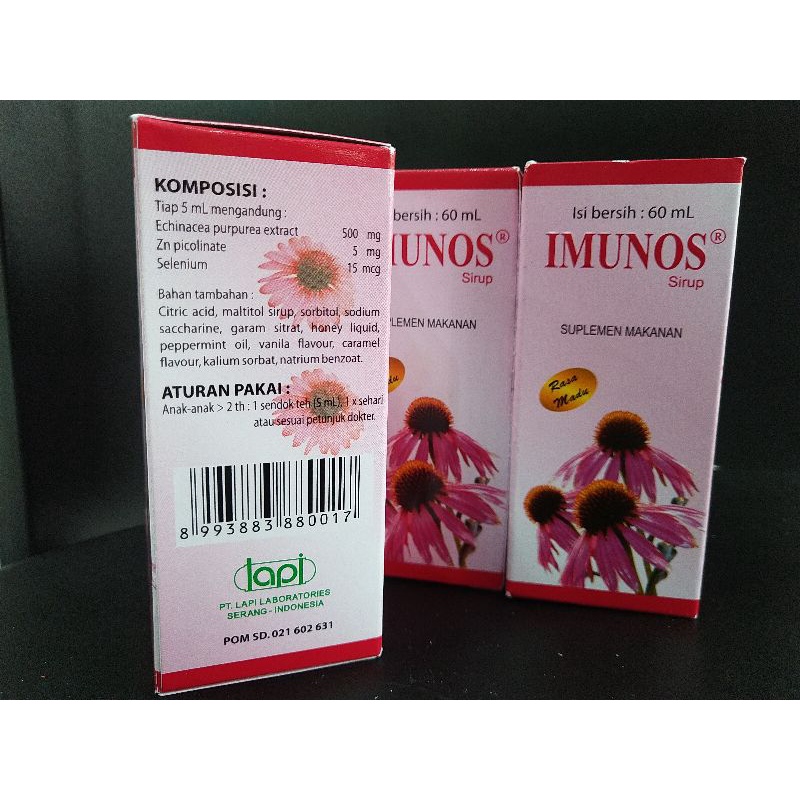 KOMPOSISI :
Tiap 5 mL mengandung :
Echinacea purpurea extract 500 mg
Zn picolinate 5 mg
Selenium 15 mcg
Bahan tambahan :
Citric acid, maltitol sirup, sorbitol, sodium
saccharine, garam sitrat, honey liquid,
peppermint oil, vanila flavour, caramel
flavour, kalium sorbat, natrium benzoat.
ATURAN PAKAI :
Anak-anak > 2 th : 1 sendok teh (5 mL), 1 x sehari
atau sesuai petunjuk dokter.
8 993883 880017
lapi
PT. LAPI LABORATORIES
SERANG - INDONESIA
POM SD. 021 602 631
bersih : 60 mL
UNOS®
Sirup
PLEMEN MAKANAN
Isi bersih : 60 mL
IMUNOS®
Sirup
SUPLEMEN MAKANAN
Rasa
Madu